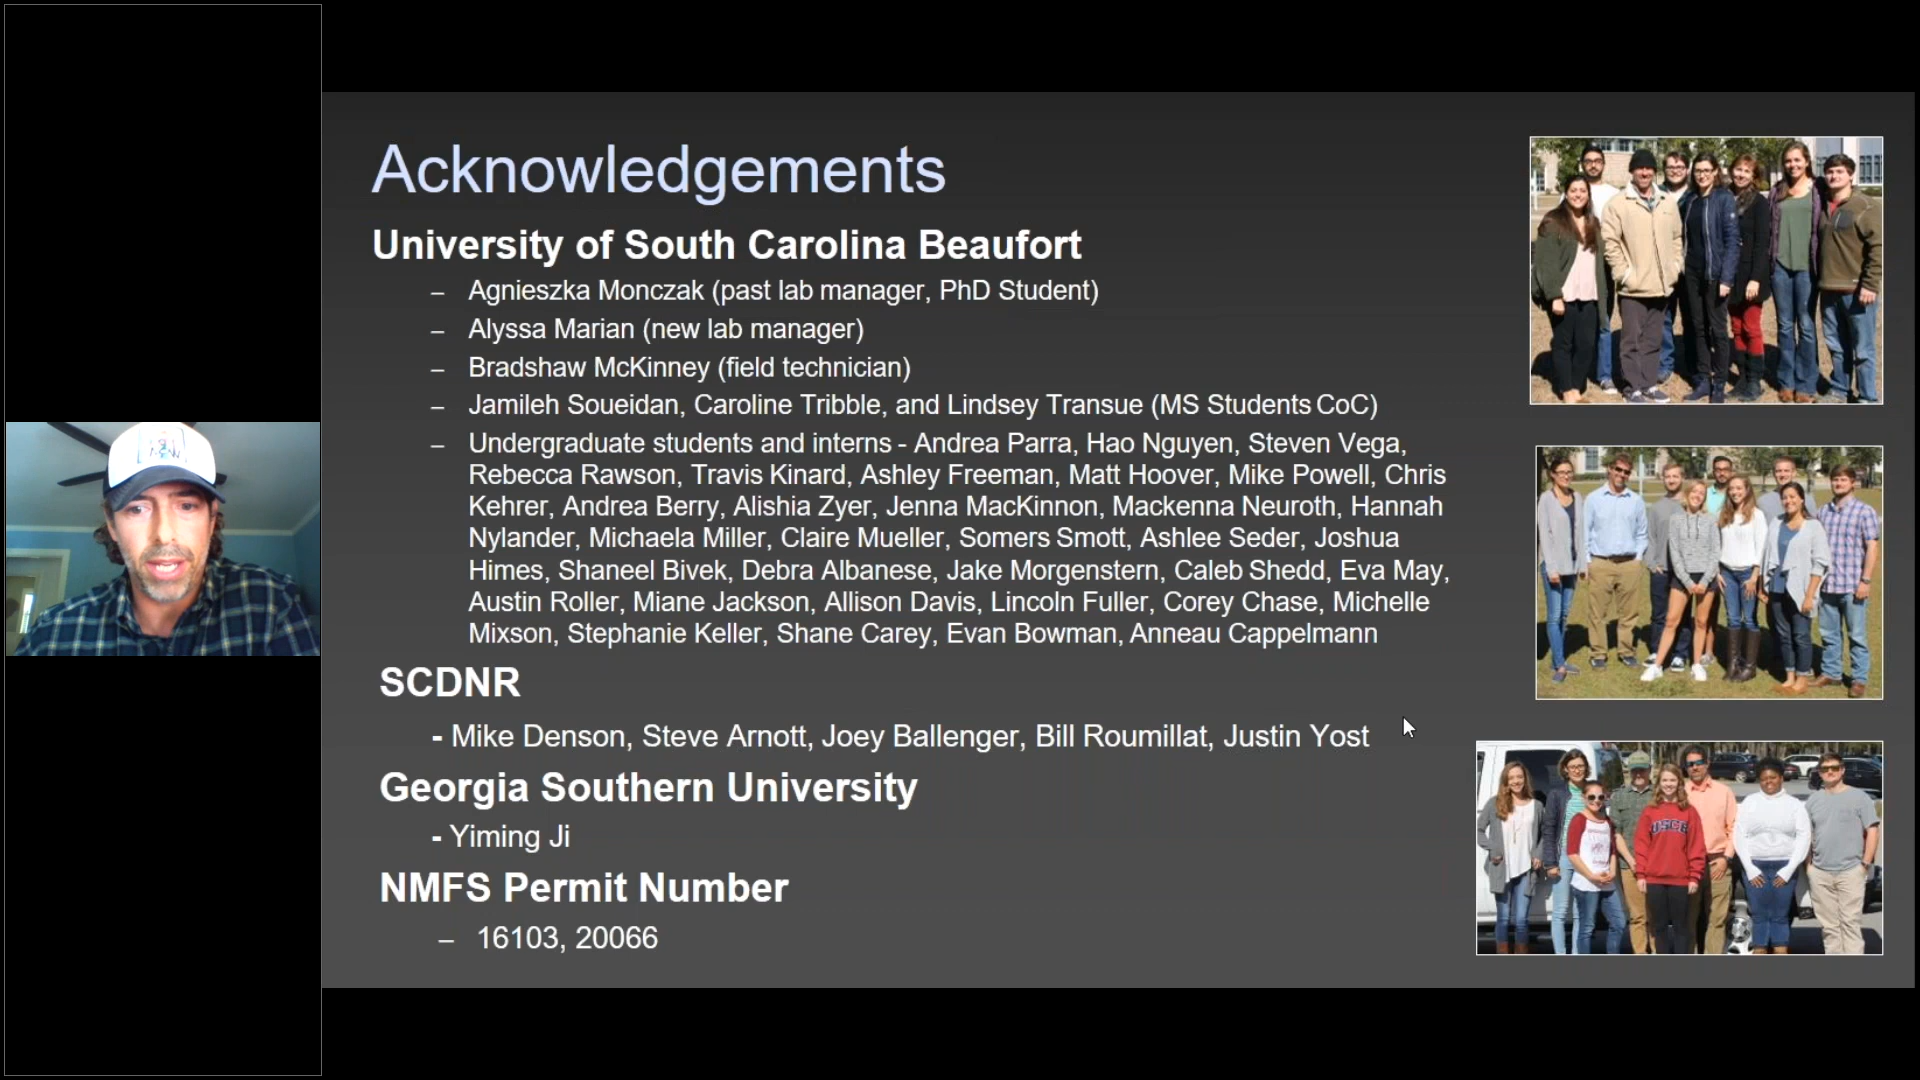 Acknowledgements
University of South Carolina Beaufort
– Agnieszka Monczak (past lab manager, PhD Student)
– Alyssa Marian (new lab manager)
– Bradshaw McKinney (field technician)
– Jamileh Soueidan, Caroline Tribble, and Lindsey Transue (MS Students CoC)
– Undergraduate students and interns - Andrea Parra, Hao Nguyen, Steven Vega,
Rebecca Rawson, Travis Kinard, Ashley Freeman, Matt Hoover, Mike Powell, Chris
Kehrer, Andrea Berry, Alishia Zyer, Jenna MacKinnon, Mackenna Neuroth, Hannah
Nylander, Michaela Miller, Claire Mueller, Somers Smott, Ashlee Seder, Joshua
Himes, Shaneel Bivek, Debra Albanese, Jake Morgenstern, Caleb Shedd, Eva May,
Austin Roller, Miane Jackson, Allison Davis, Lincoln Fuller, Corey Chase, Michelle
Mixson, Stephanie Keller, Shane Carey, Evan Bowman, Anneau Cappelmann
SCDNR
- Mike Denson, Steve Arnott, Joey Ballenger, Bill Roumillat, Justin Yost
Georgia Southern University
- Yiming Ji
NMFS Permit Number
– 16103, 20066
USCB